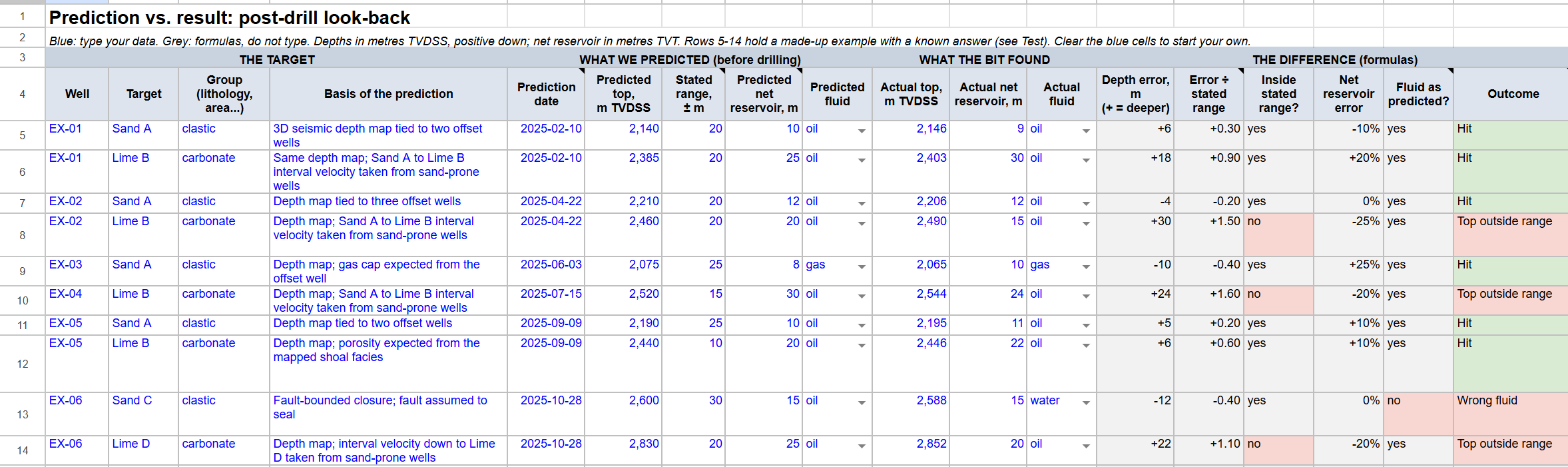 1 Prediction vs. result: post-drill look-back
2 Blue: type your data. Grey: formulas, do not type. Depths in metres TVDSS, positive down; net reservoir in metres TVT. Rows 5-14 hold a made-up example with a known answer (see Test). Clear the blue cells to start your own.
3 THE TARGET WHAT WE PREDICTED (before drilling) WHAT THE BIT FOUND THE DIFFERENCE (formulas)
4 Well Target Group (lithology, area...) Basis of the prediction Prediction date Predicted top, m TVDSS Stated range, ± m Predicted net reservoir, m Predicted fluid Actual top, m TVDSS Actual net reservoir, m Actual fluid Depth error, m (+ = deeper) Error ÷ stated range Inside stated range? Net reservoir error Fluid as predicted? Outcome
5 EX-01 Sand A clastic 3D seismic depth map tied to two offset wells 2025-02-10 2,140 20 10 oil 2,146 9 oil +6 +0.30 yes -10% yes Hit
6 EX-01 Lime B carbonate Same depth map; Sand A to Lime B interval velocity taken from sand-prone wells 2025-02-10 2,385 20 25 oil 2,403 30 oil +18 +0.90 yes +20% yes Hit
7 EX-02 Sand A clastic Depth map tied to three offset wells 2025-04-22 2,210 20 12 oil 2,206 12 oil -4 -0.20 yes 0% yes Hit
8 EX-02 Lime B carbonate Depth map; Sand A to Lime B interval velocity taken from sand-prone wells 2025-04-22 2,460 20 20 oil 2,490 15 oil +30 +1.50 no -25% yes Top outside range
9 EX-03 Sand A clastic Depth map; gas cap expected from the offset well 2025-06-03 2,075 25 8 gas 2,065 10 gas -10 -0.40 yes +25% yes Hit
10 EX-04 Lime B carbonate Depth map; Sand A to Lime B interval velocity taken from sand-prone wells 2025-07-15 2,520 15 30 oil 2,544 24 oil +24 +1.60 no -20% yes Top outside range
11 EX-05 Sand A clastic Depth map tied to two offset wells 2025-09-09 2,190 25 10 oil 2,195 11 oil +5 +0.20 yes +10% yes Hit
12 EX-05 Lime B carbonate Depth map; porosity expected from the mapped shoal facies 2025-09-09 2,440 10 20 oil 2,446 22 oil +6 +0.60 yes +10% yes Hit
13 EX-06 Sand C clastic Fault-bounded closure; fault assumed to seal 2025-10-28 2,600 30 15 oil 2,588 15 water -12 -0.40 yes 0% no Wrong fluid
14 EX-06 Lime D carbonate Depth map; interval velocity down to Lime D taken from sand-prone wells 2025-10-28 2,830 20 25 oil 2,852 20 oil +22 +1.10 no -20% yes Top outside range